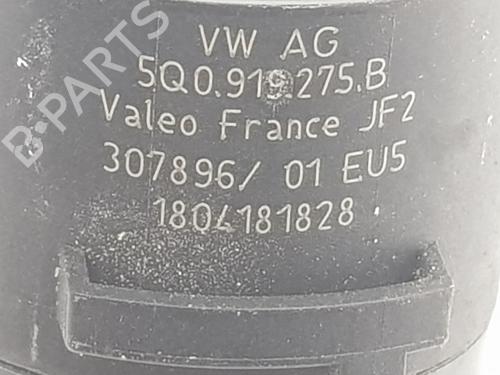 VW AG
5Q0.919.275.B
Valeo France JF2
307896/ 01 EU5
1804181828
B-PARTS